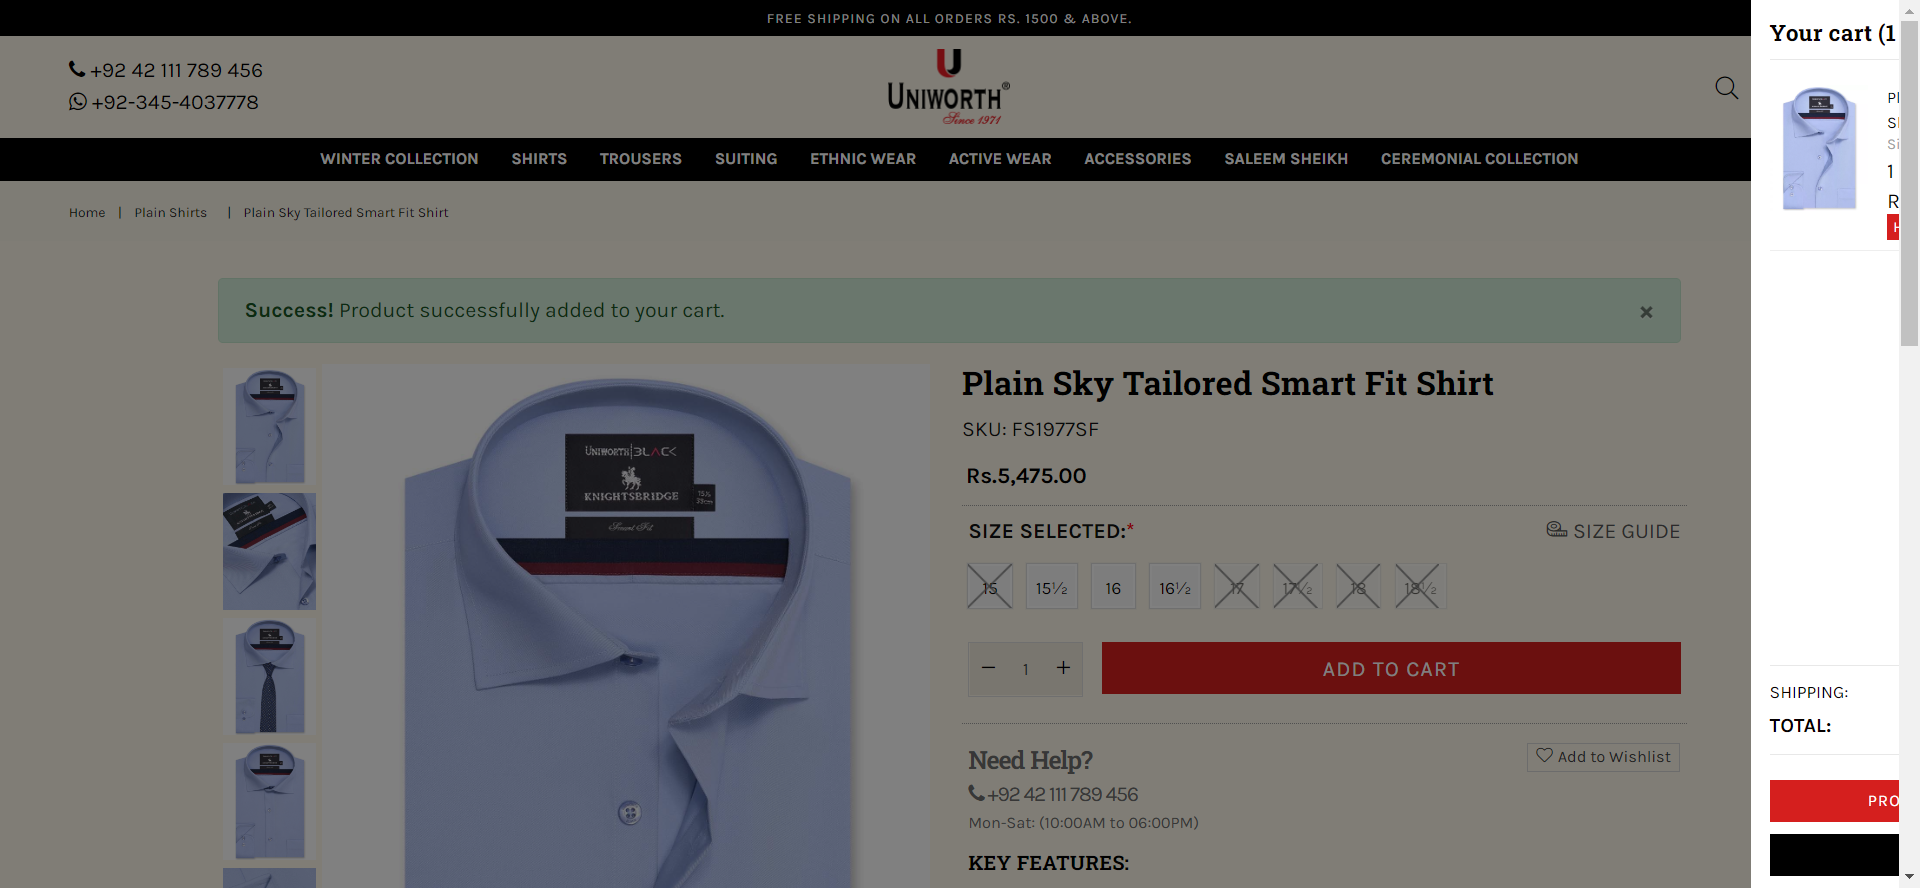 FREE SHIPPING ON ALL ORDERS RS. 1500 & ABOVE.
+92 42 111 789 456
+92-345-4037778
UNIWORTH®
Since 1971
WINTER COLLECTION SHIRTS TROUSERS SUITING ETHNIC WEAR ACTIVE WEAR ACCESSORIES SALEEM SHEIKH CEREMONIAL COLLECTION
Home | Plain Shirts | Plain Sky Tailored Smart Fit Shirt
Success! Product successfully added to your cart.
×
UNIWORTH|BLACK
KNIGHTSBRIDGE
Smart Fit
15½
Plain Sky Tailored Smart Fit Shirt
SKU: FS1977SF
Rs.5,475.00
SIZE SELECTED:*
SIZE GUIDE
15 15½ 16 16½ 17 17½ 18 18½
− 1 +
ADD TO CART
Need Help?
Add to Wishlist
+92 42 111 789 456
Mon-Sat: (10:00AM to 06:00PM)
KEY FEATURES:
Your cart (1
Pl
Sl
Si
1
R
SHIPPING:
TOTAL:
PRO